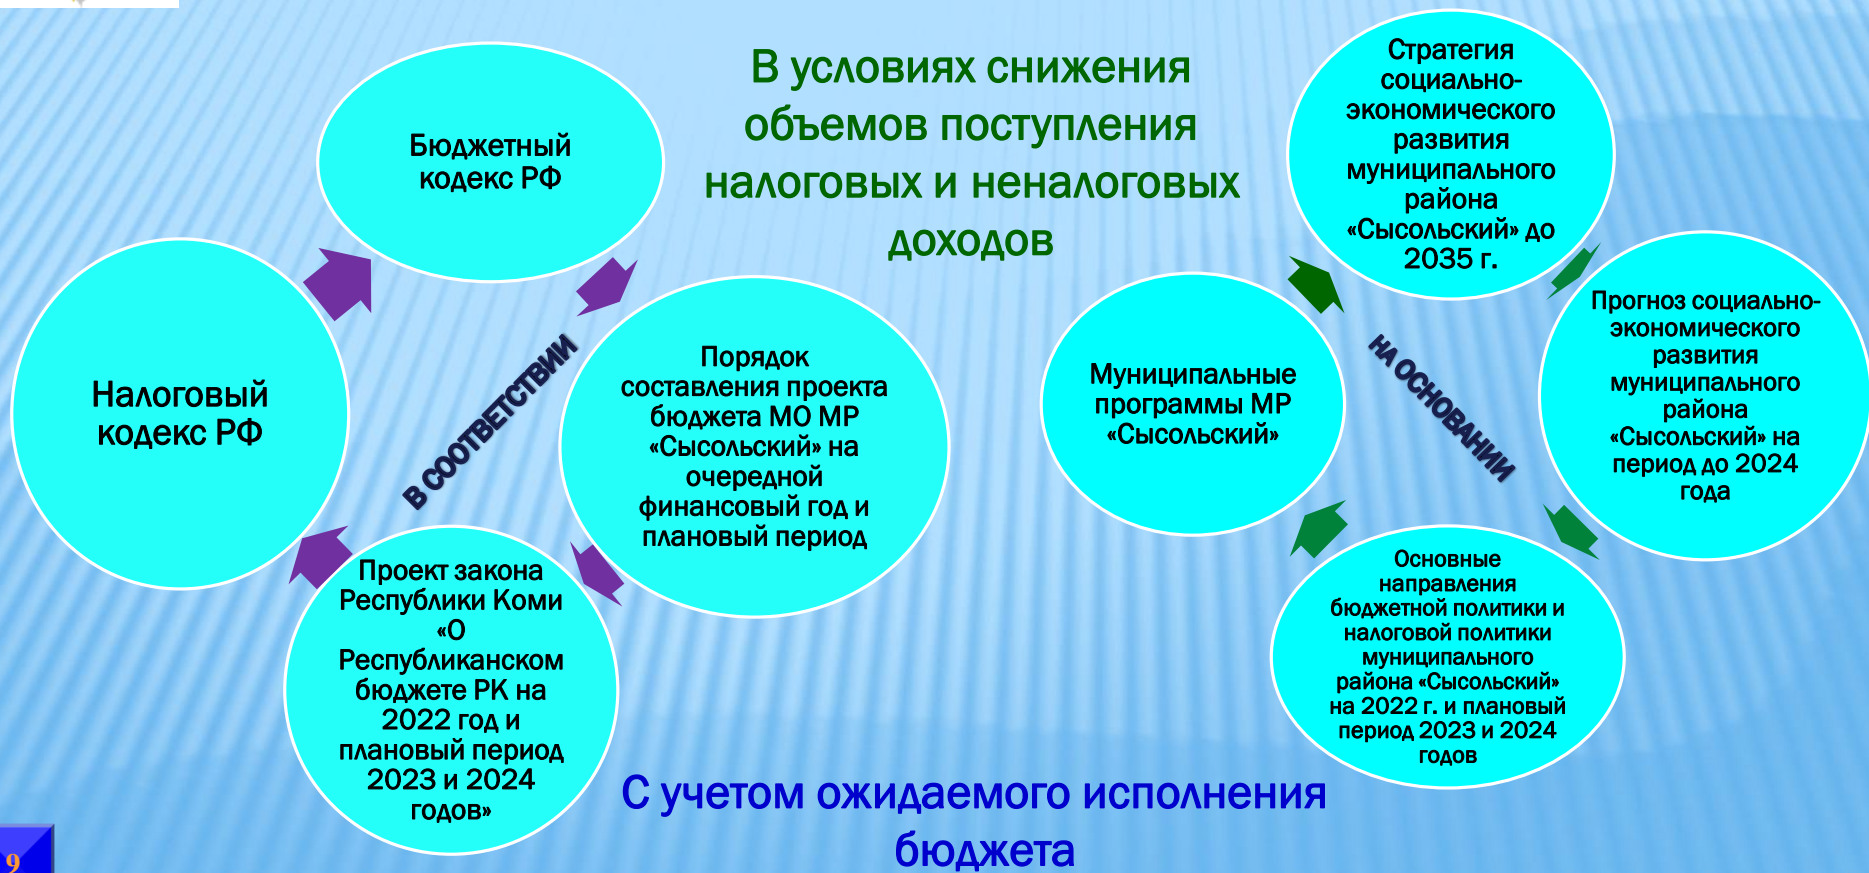 В условиях снижения
объемов поступления
налоговых и неналоговых
доходов
Бюджетный
кодекс РФ
Налоговый
кодекс РФ
В СООТВЕТСТВИИ
Порядок
составления проекта
бюджета МО МР
«Сысольский» на
очередной
финансовый год и
плановый период
Проект закона
Республики Коми
«О
Республиканском
бюджете РК на
2022 год и
плановый период
2023 и 2024
годов»
Стратегия
социально-
экономического
развития
муниципального
района
«Сысольский» до
2035 г.
Муниципальные
программы МР
«Сысольский»
НА ОСНОВАНИИ
Прогноз социально-
экономического
развития
муниципального
района
«Сысольский» на
период до 2024
года
Основные
направления
бюджетной политики и
налоговой политики
муниципального
района «Сысольский»
на 2022 г. и плановый
период 2023 и 2024
годов
С учетом ожидаемого исполнения
бюджета
9